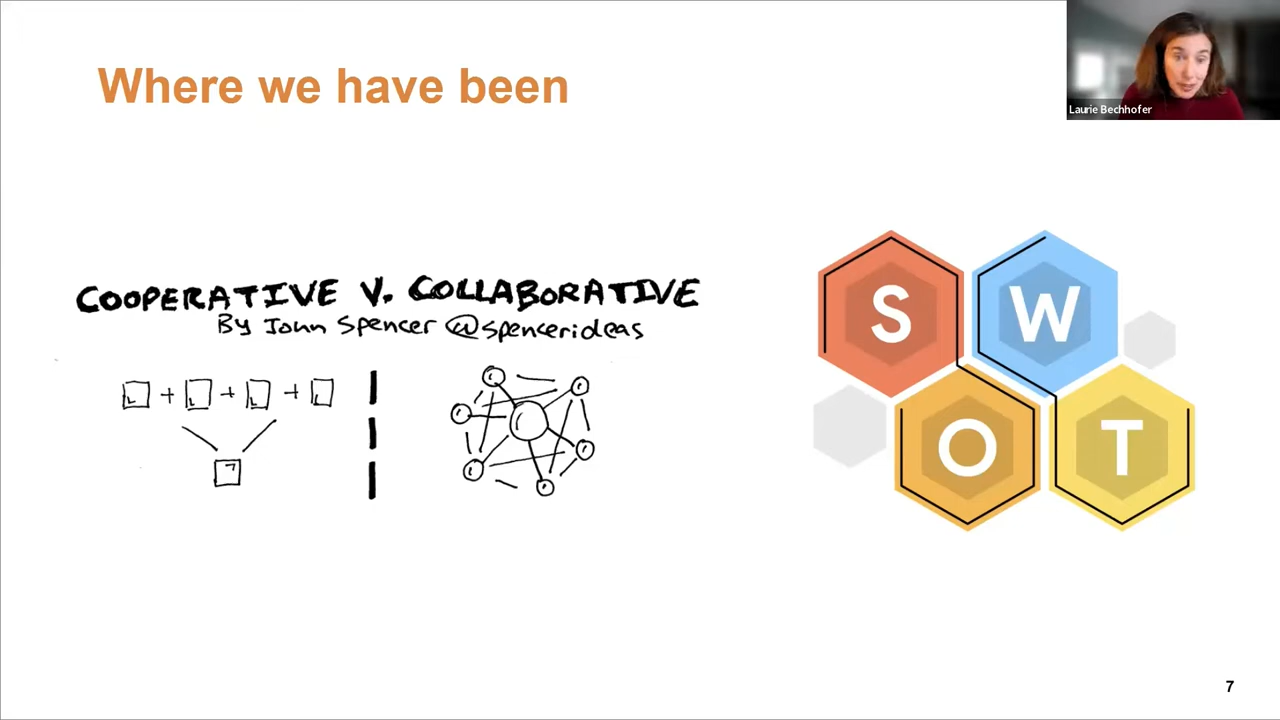 Where we have been
Laurie Bechhofer
COOPERATIVE V. COLLABORATIVE
By John Spencer @spencerideas
S W
O T
7